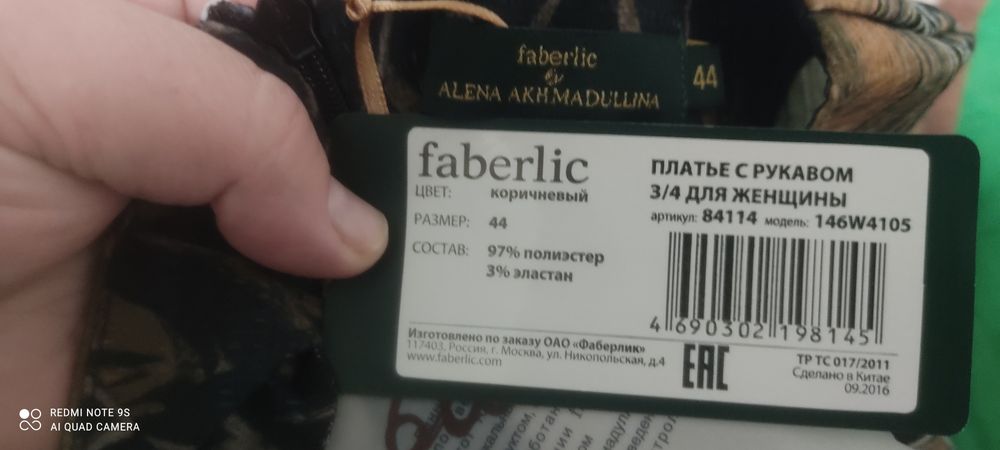 faberlic
by
ALENA AKHMADULLINA
44
faberlic
ЦВЕТ: коричневый
РАЗМЕР: 44
СОСТАВ: 97% полиэстер
3% эластан
ПЛАТЬЕ С РУКАВОМ
3/4 ДЛЯ ЖЕНЩИНЫ
артикул: 84114 модель: 146W4105
4 690302 198145
Изготовлено по заказу ОАО «Фаберлик»
117403, Россия, г. Москва, ул. Никопольская, д.4
www.faberlic.com
EAC
ТР ТС 017/2011
Сделано в Китае
09.2016
REDMI NOTE 9S
AI QUAD CAMERA